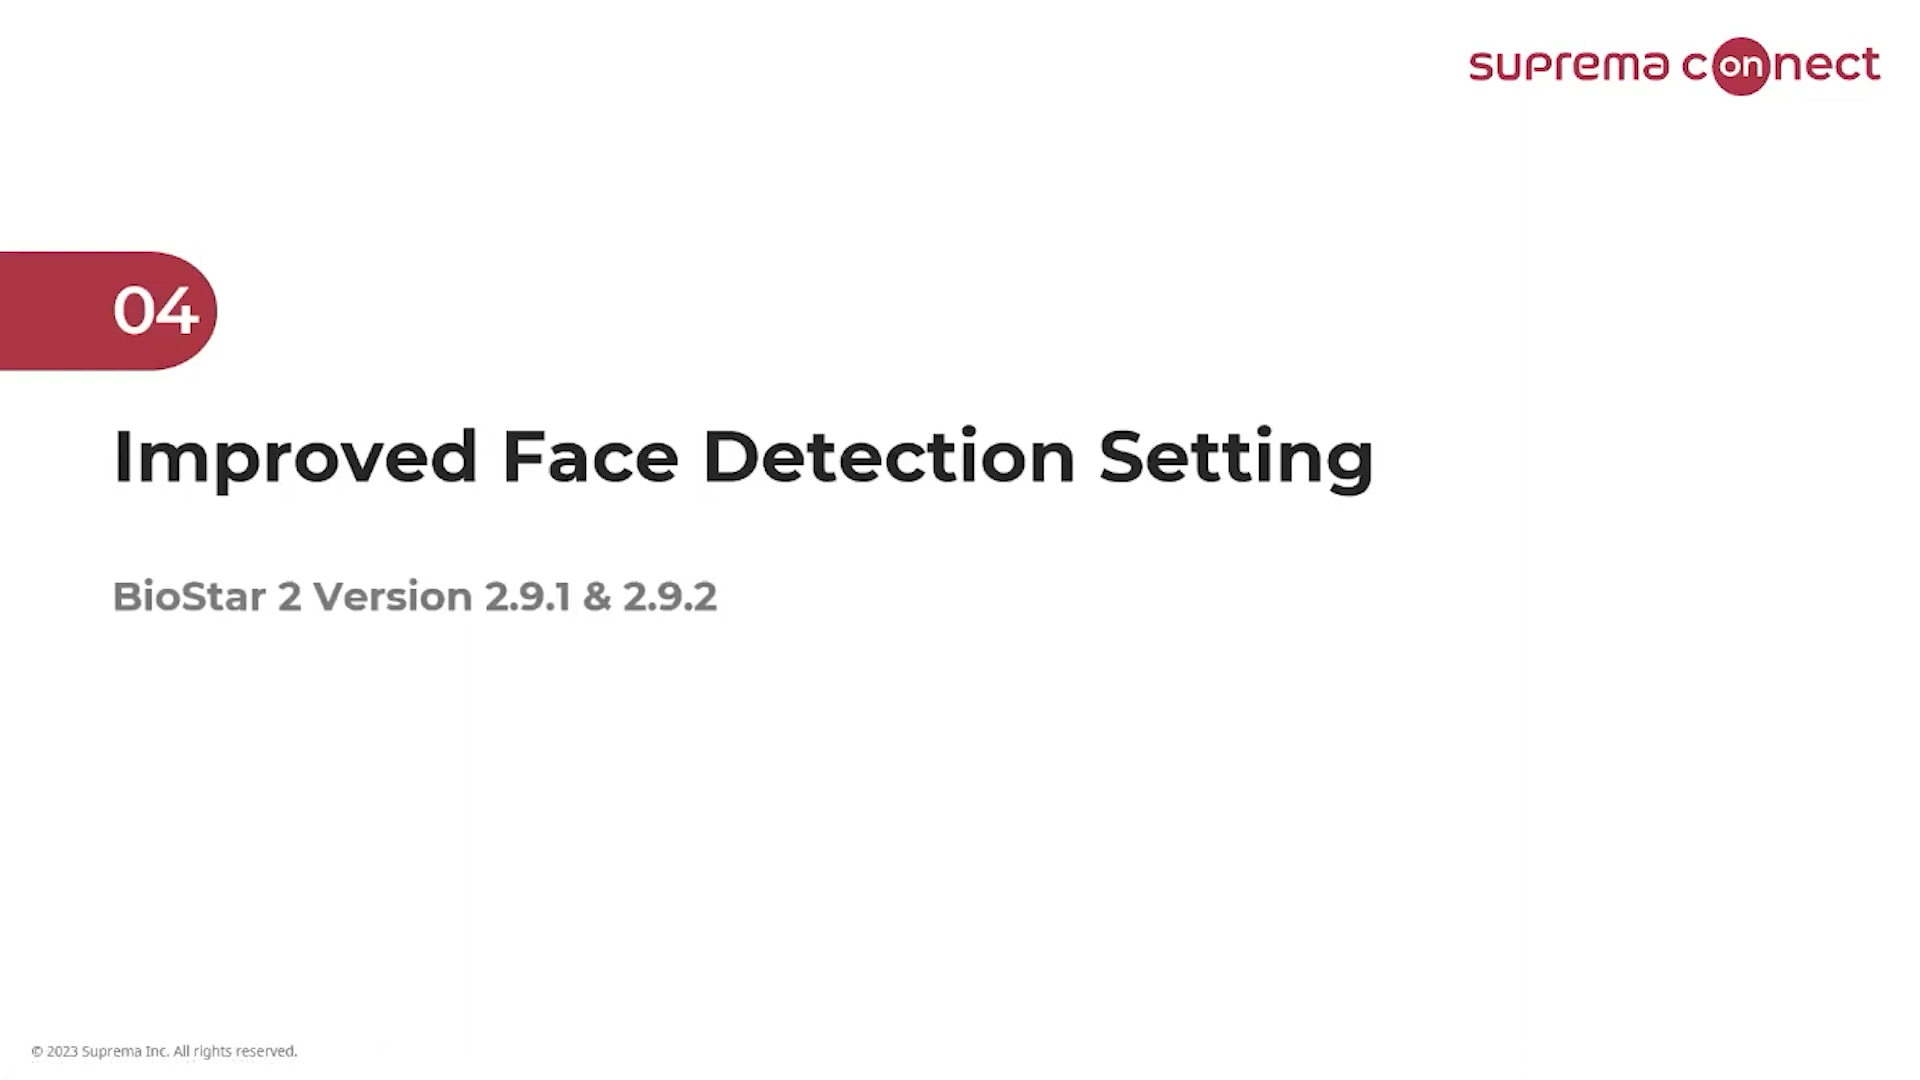 suprema connect
04
Improved Face Detection Setting
BioStar 2 Version 2.9.1 & 2.9.2
© 2023 Suprema Inc. All rights reserved.